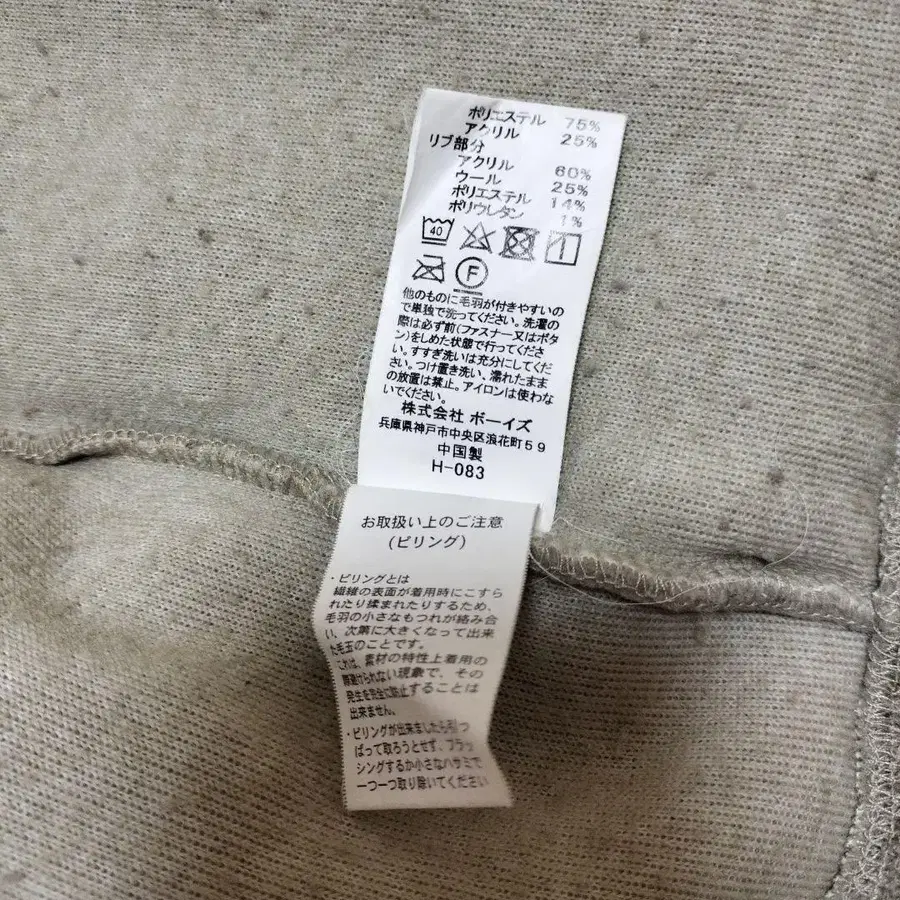 ポリエステル 75%
アクリル 25%
リブ部分
アクリル 60%
ウール 25%
ポリエステル 14%
ポリウレタン 1%
40
F
他のものに毛羽が付きやすいの
で単独で洗ってください。洗濯の
際は必ず前(ファスナー又はボタ
ン)をしめた状態で行ってくださ
い。すすぎ洗いは充分にしてくだ
さい。つけ置き洗い、濡れたまま
の放置は禁止。アイロンは使わな
いでください。
株式会社 ボーイズ
兵庫県神戸市中央区浪花町59
中国製
H-083
お取扱い上のご注意
(ピリング)
・ピリングとは
繊維の表面が着用時にこすら
れたり揉まれたりするため、
毛羽の小さなもつれが絡み合
い、次第に大きくなって出来
た毛玉のことです。
これは、素材の特性上着用の
際避けられない現象で、その
発生を完全に防止することは
出来ません。
・ピリングが出来ましたら引っ
ぱって取ろうとせず、ブラッ
シングするか小さなハサミで
一つ一つ取り除いてください